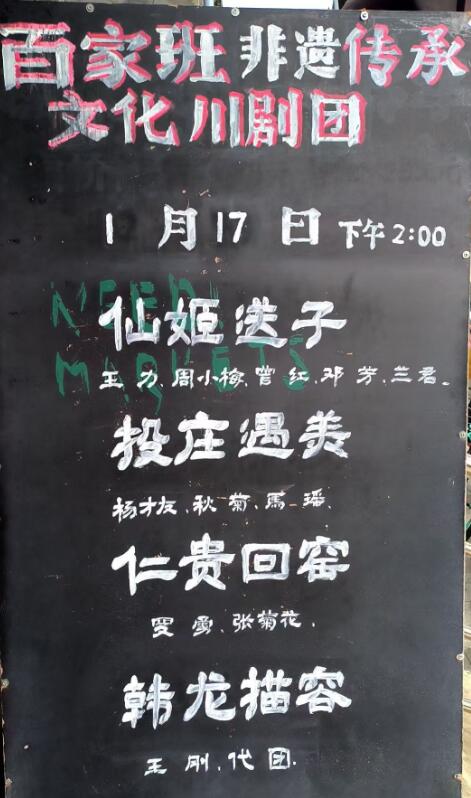 百家班非遗传承
文化川剧团
1月17日 下午2:00
仙姬送子
王力、周小梅、曾红、邓芳、兰君。
投庄遇美
杨才友、秋菊、馬瑶、
仁贵回窑
罗勇、张菊花、
韩龙描容
王刚、代团.